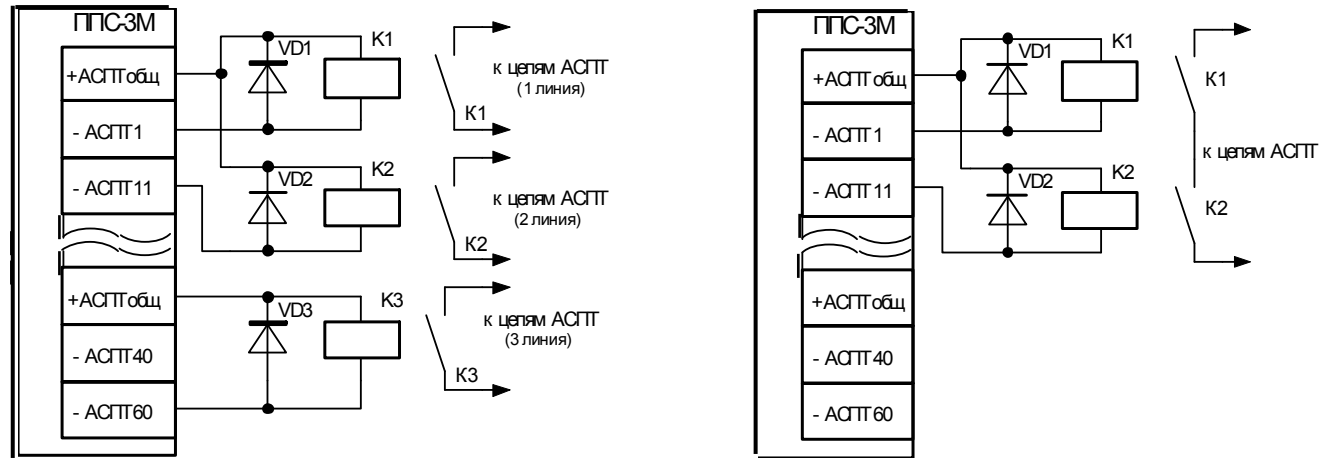 ППС-3М
+АСПТобщ
- АСПТ1
- АСПТ11
+АСПТобщ
- АСПТ40
- АСПТ60
VD1
K1
K1
к цепям АСПТ
(1 линия)
VD2
K2
K2
к цепям АСПТ
(2 линия)
VD3
K3
K3
к цепям АСПТ
(3 линия)
ППС-3М
+АСПТобщ
- АСПТ1
- АСПТ11
+АСПТобщ
- АСПТ40
- АСПТ60
VD1
K1
K1
к цепям АСПТ
VD2
K2
K2